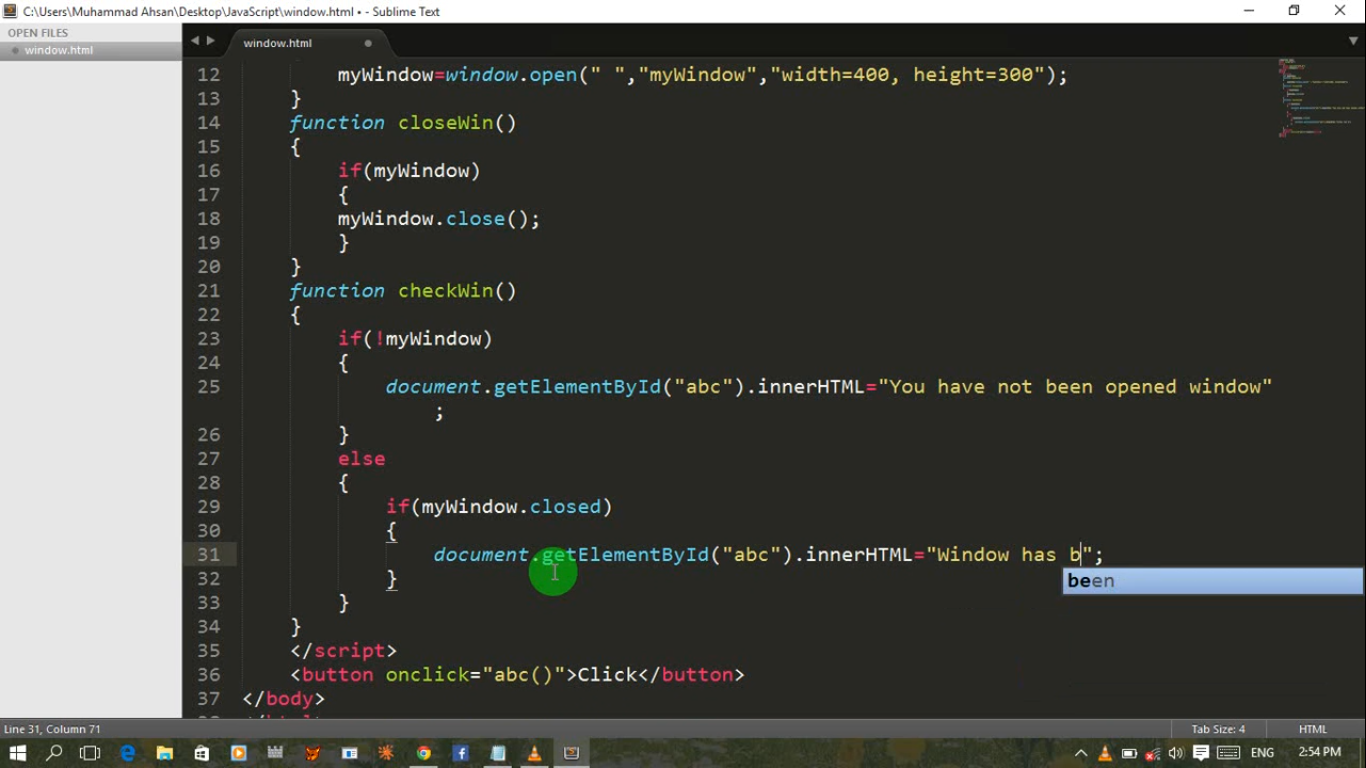 C:\Users\Muhammad Ahsan\Desktop\JavaScript\window.html • - Sublime Text
OPEN FILES
window.html
window.html
12 myWindow=window.open(" ","myWindow","width=400, height=300");
13 }
14 function closeWin()
15 {
16 if(myWindow)
17 {
18 myWindow.close();
19 }
20 }
21 function checkWin()
22 {
23 if(!myWindow)
24 {
25 document.getElementById("abc").innerHTML="You have not been opened window"
;
26 }
27 else
28 {
29 if(myWindow.closed)
30 {
31 document.getElementById("abc").innerHTML="Window has b";
been
32 }
33 }
34 }
35 </script>
36 <button onclick="abc()">Click</button>
37 </body>
Line 31, Column 71
Tab Size: 4
HTML
ENG
2:54 PM